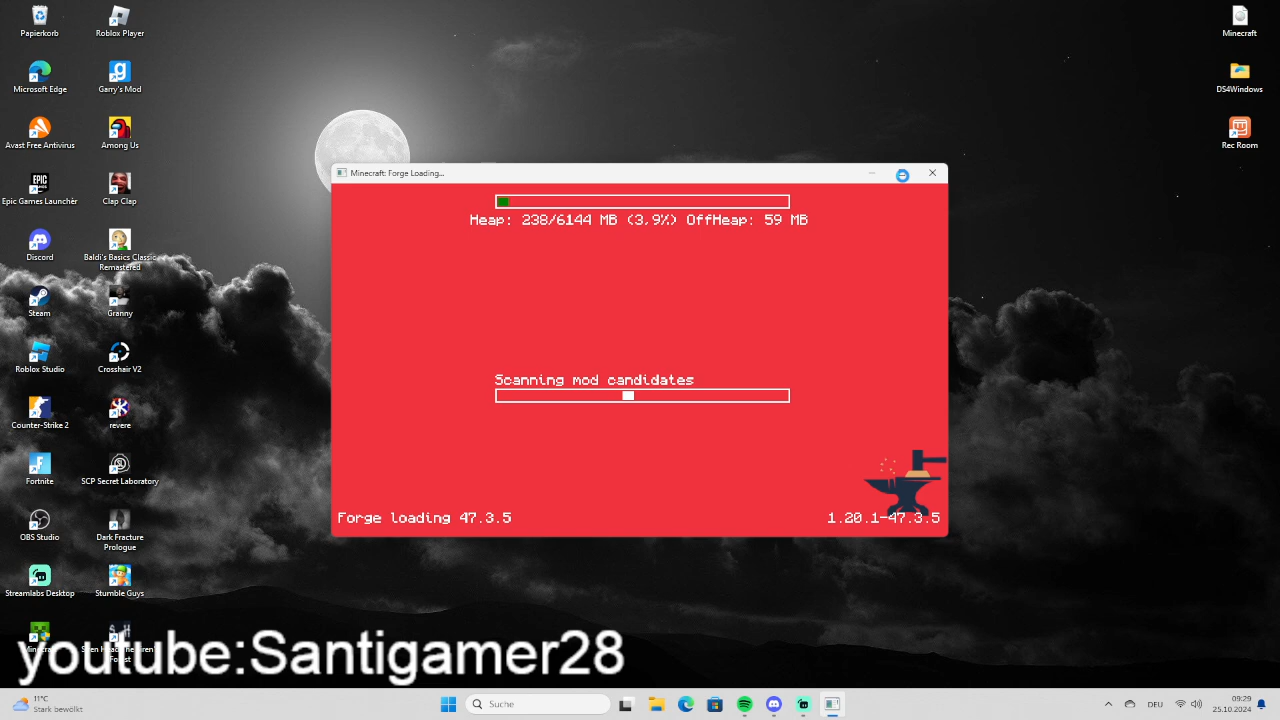 Papierkorb
Roblox Player
Minecraft
Microsoft Edge
Garry's Mod
DS4Windows
Avast Free Antivirus
Among Us
Rec Room
Minecraft: Forge Loading...
EPIC
GAMES
Epic Games Launcher
Clap Clap
Heap: 238/6144 MB (3,9%) OffHeap: 59 MB
Discord
Baldi's Basics Classic
Remastered
Steam
Granny
Roblox Studio
Crosshair V2
Scanning mod candidates
Counter-Strike 2
revere
Fortnite
SCP Secret Laboratory
Forge loading 47.3.5
1.20.1-47.3.5
OBS Studio
Dark Fracture
Prologue
Streamlabs Desktop
Stumble Guys
youtube:Santigamer28
11°C
Stark bewölkt
Suche
DEU
09:29
25.10.2024